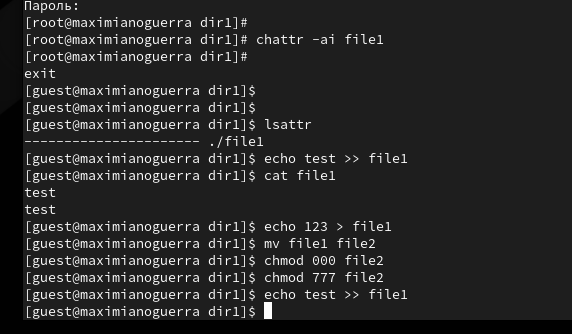 Пароль:
[root@maximianoguerra dir1]#
[root@maximianoguerra dir1]# chattr -ai file1
[root@maximianoguerra dir1]#
exit
[guest@maximianoguerra dir1]$
[guest@maximianoguerra dir1]$
[guest@maximianoguerra dir1]$ lsattr
---------------------- ./file1
[guest@maximianoguerra dir1]$ echo test >> file1
[guest@maximianoguerra dir1]$ cat file1
test
test
[guest@maximianoguerra dir1]$ echo 123 > file1
[guest@maximianoguerra dir1]$ mv file1 file2
[guest@maximianoguerra dir1]$ chmod 000 file2
[guest@maximianoguerra dir1]$ chmod 777 file2
[guest@maximianoguerra dir1]$ echo test >> file1
[guest@maximianoguerra dir1]$